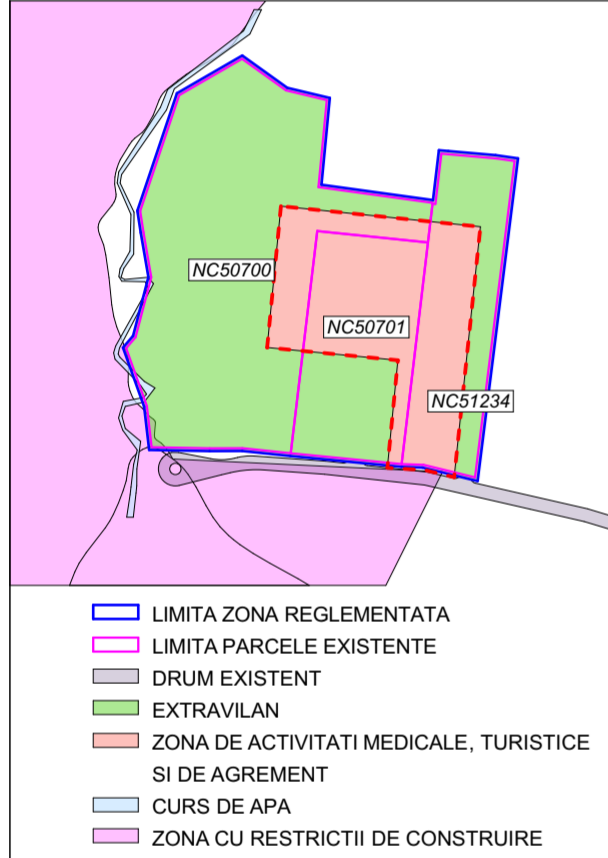 NC50700
NC50701
NC51234
LIMITA ZONA REGLEMENTATA
LIMITA PARCELE EXISTENTE
DRUM EXISTENT
EXTRAVILAN
ZONA DE ACTIVITATI MEDICALE, TURISTICE
SI DE AGREMENT
CURS DE APA
ZONA CU RESTRICTII DE CONSTRUIRE